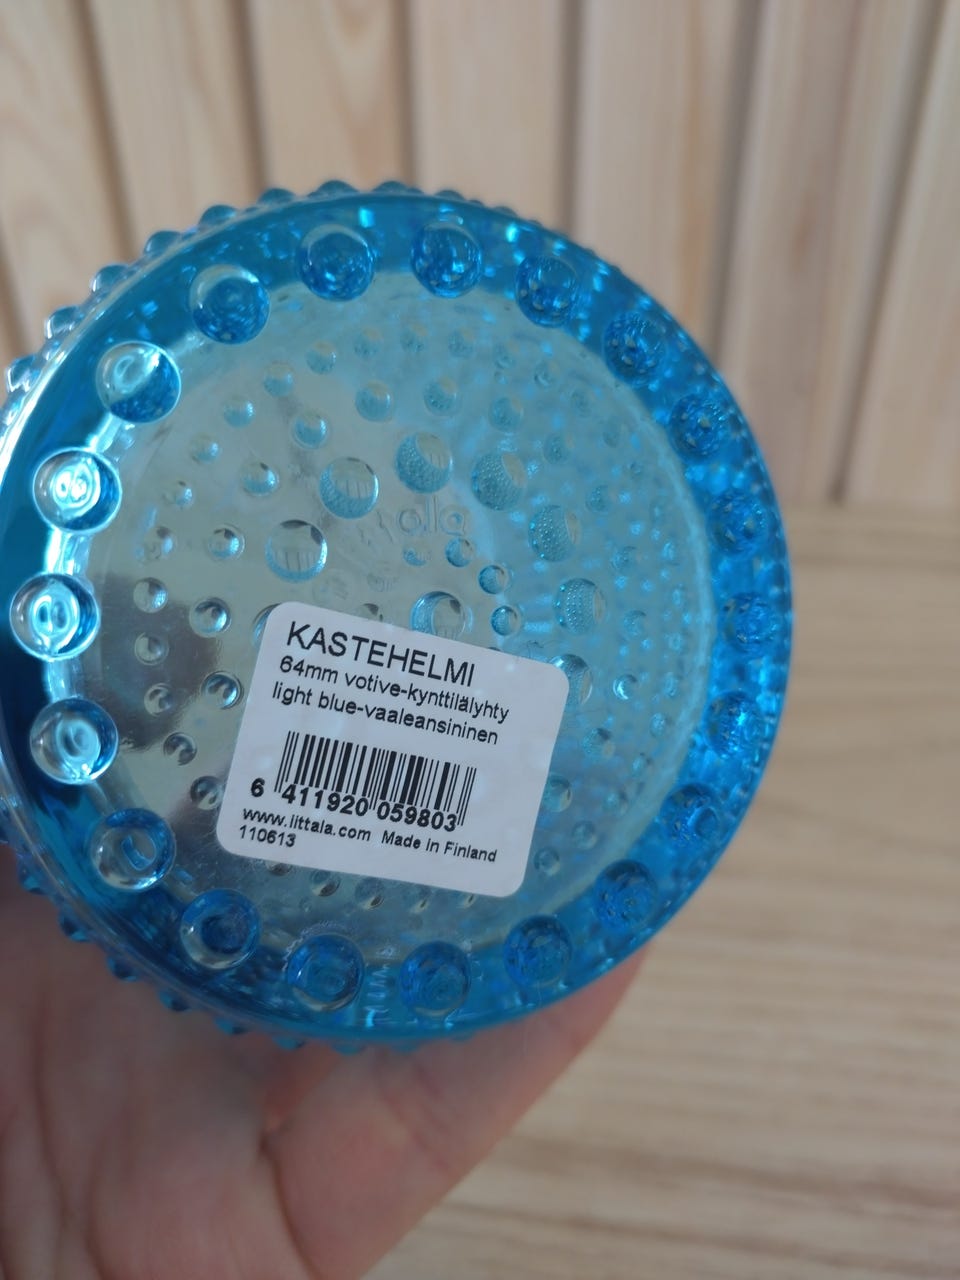 KASTEHELMI
64mm votive-kynttilälyhty
light blue-vaaleansininen
6 411920 059803
www.iittala.com Made in Finland
110613